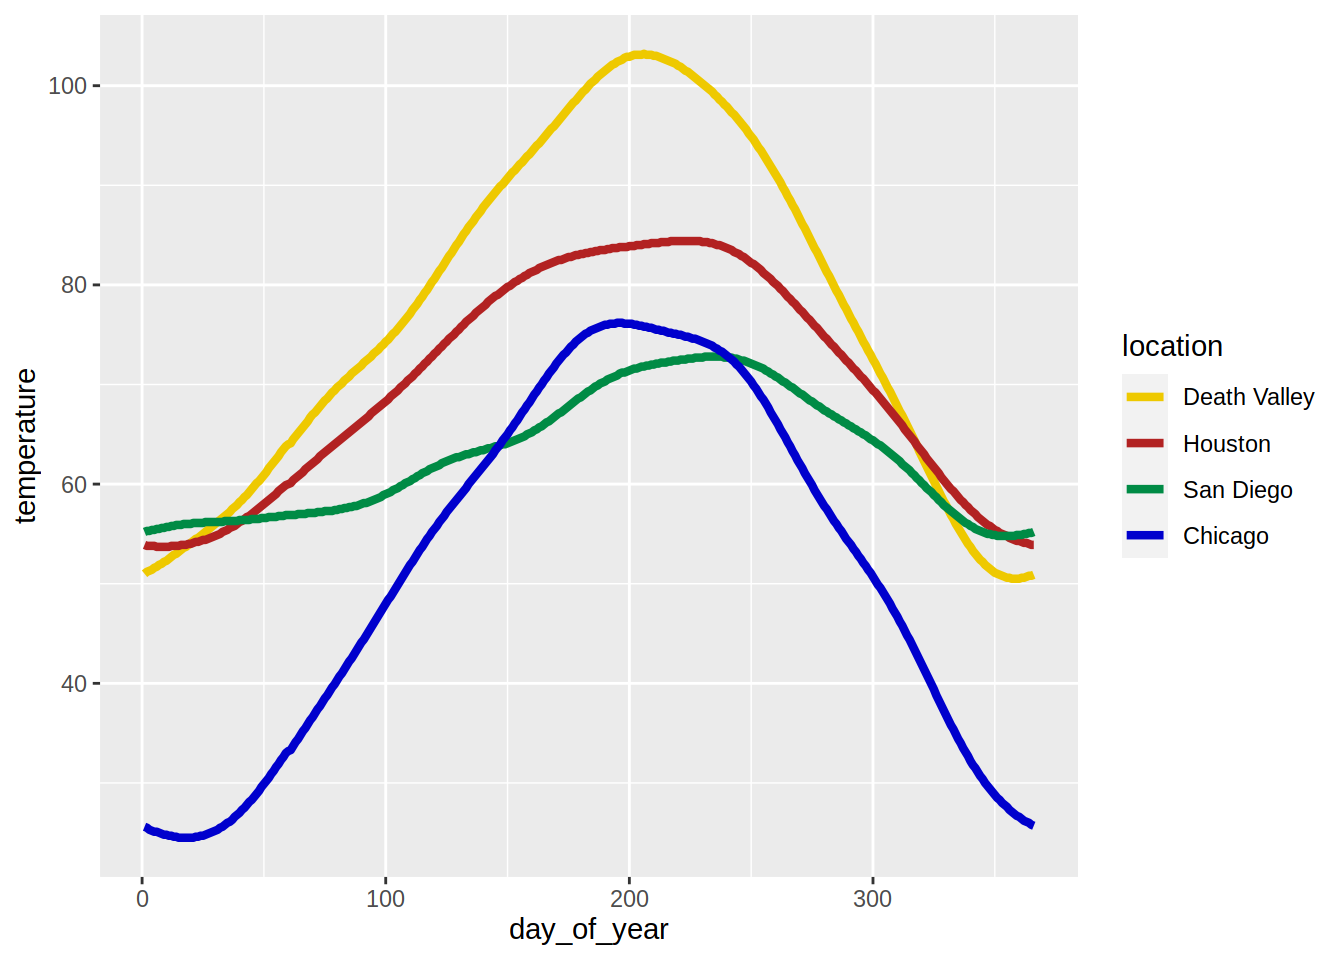 100
80
60
40
temperature
0
100
200
300
day_of_year
location
Death Valley
Houston
San Diego
Chicago